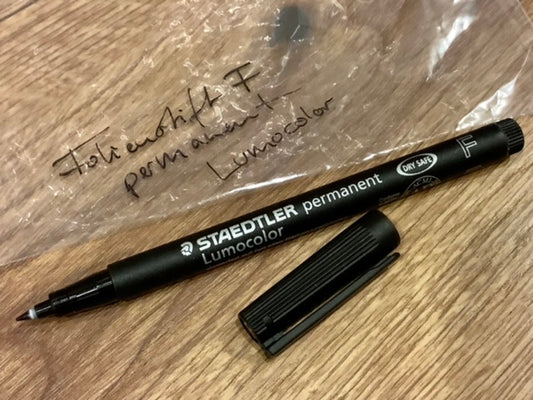 Folienstift F
permanent
Lumocolor
STAEDTLER permanent
Lumocolor
DRY SAFE
F